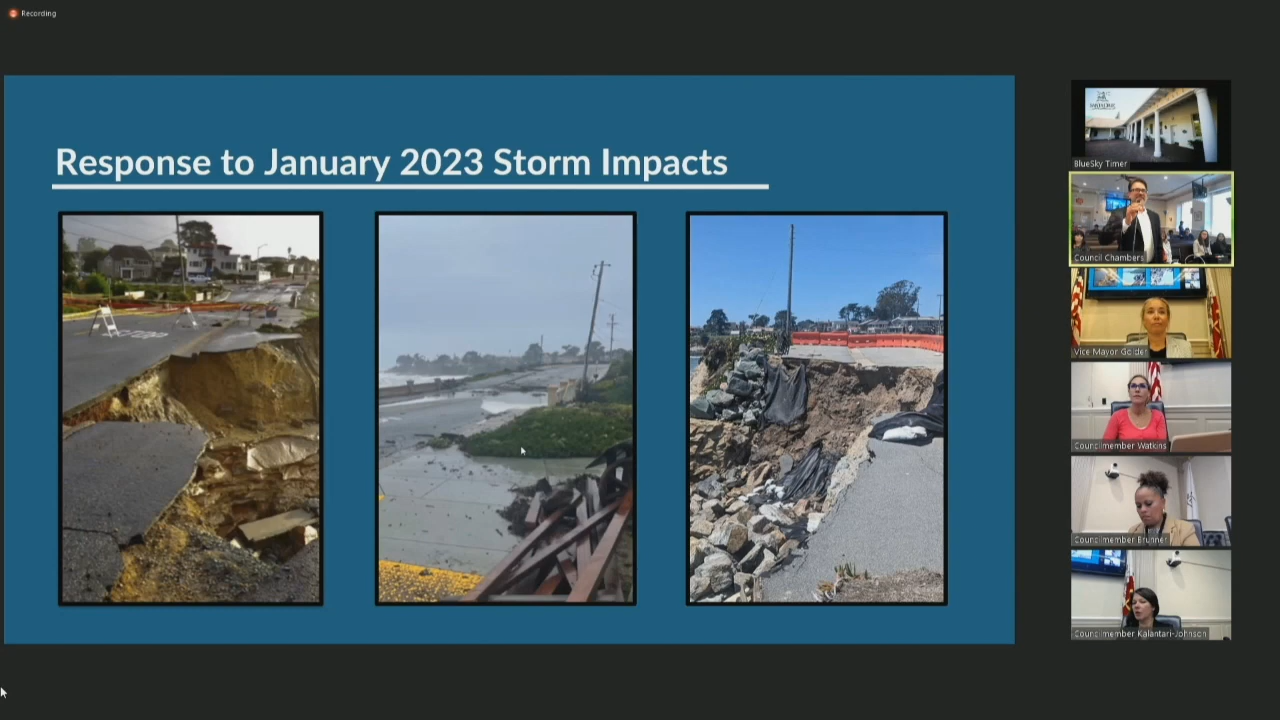 Recording
Response to January 2023 Storm Impacts
BlueSky Timer
Council Chambers
Vice Mayor Golder
Councilmember Watkins
Councilmember Brunner
Councilmember Kalantari-Johnson